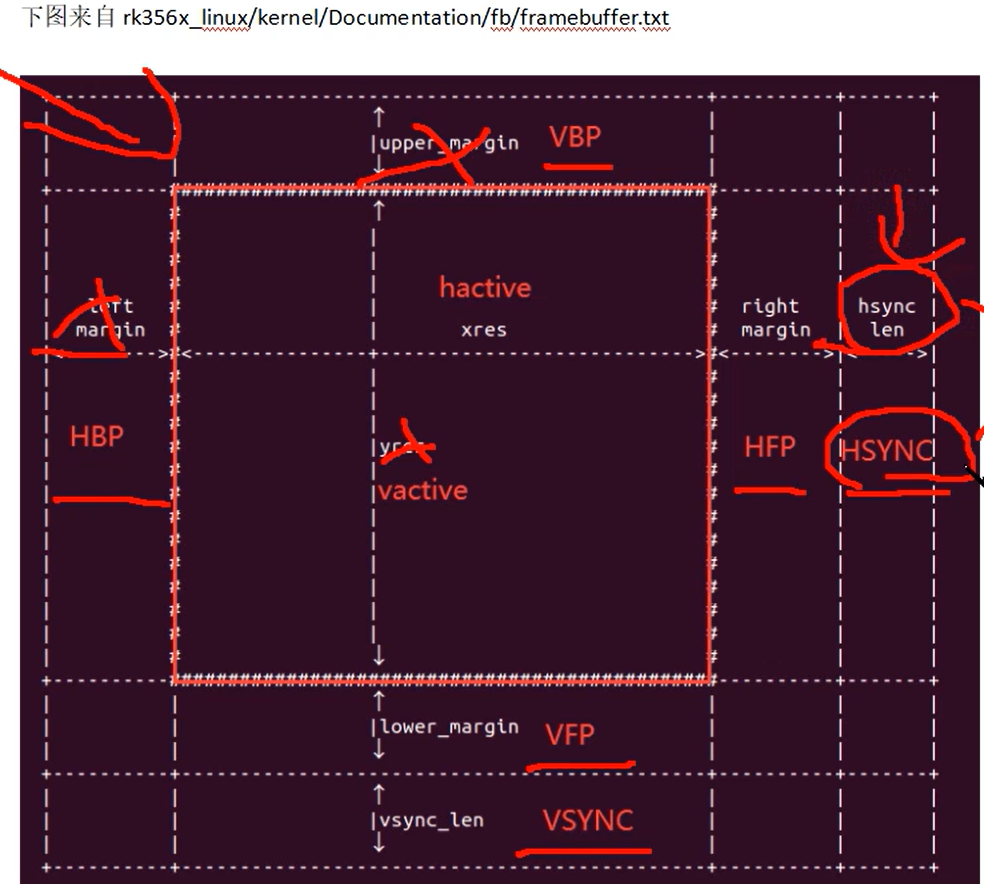 下图来自 rk356x_linux/kernel/Documentation/fb/framebuffer.txt
upper_margin VBP
hactive
left
margin
xres
right
margin
hsync
len
HBP
yres
HFP
HSYNC
vactive
lower_margin VFP
vsync_len VSYNC